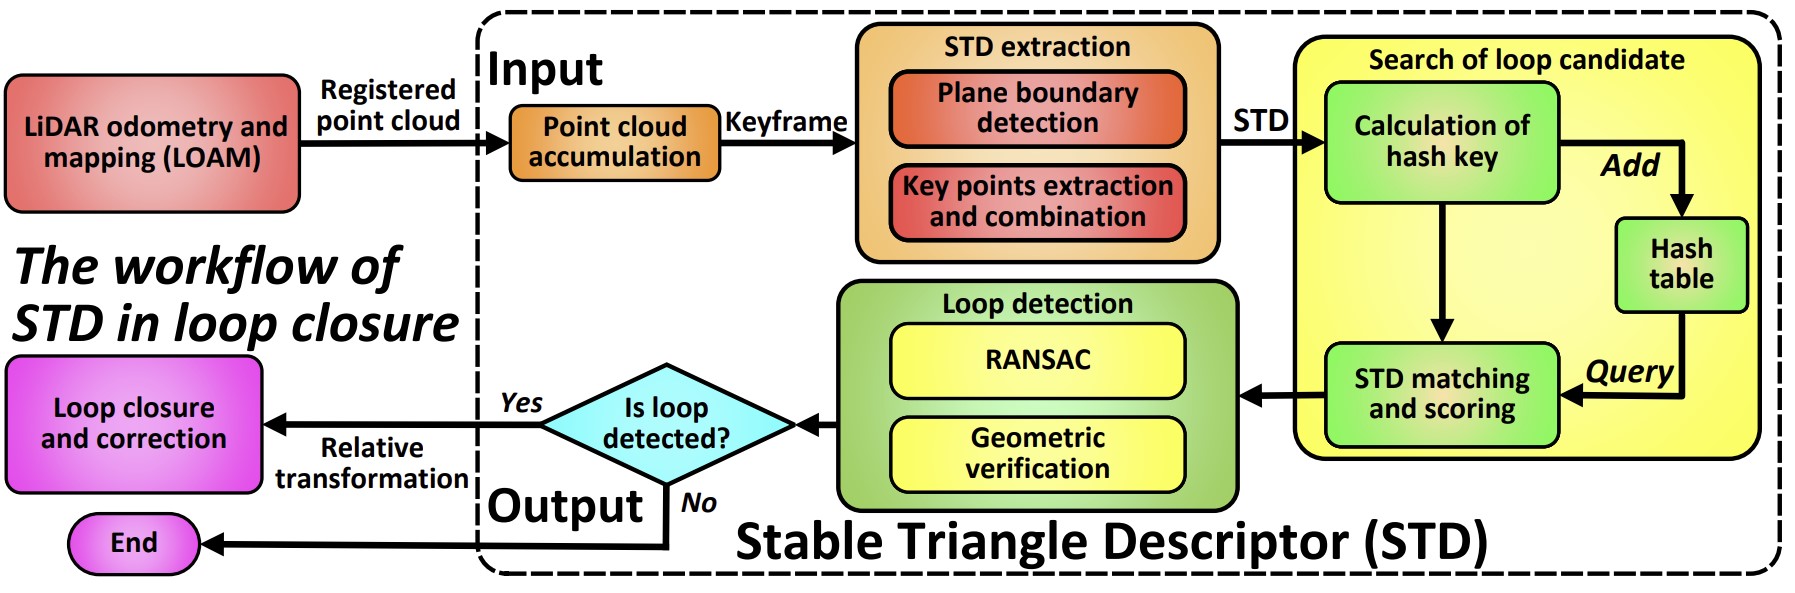 Input
STD extraction
Search of loop candidate
Registered
point cloud
LiDAR odometry and
mapping (LOAM)
Point cloud
accumulation
Keyframe
Plane boundary
detection
Key points extraction
and combination
STD
Calculation of
hash key
Add
Hash
table
Query
STD matching
and scoring
The workflow of
STD in loop closure
Loop detection
RANSAC
Geometric
verification
Is loop
detected?
Yes
Relative
transformation
Loop closure
and correction
No
Output
End
Stable Triangle Descriptor (STD)